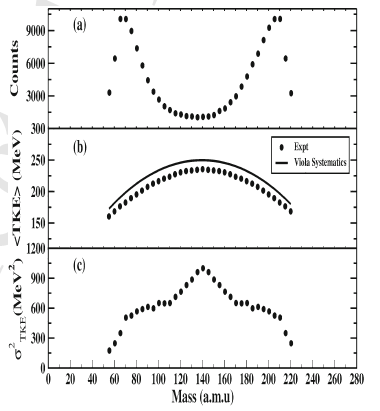 (a)
9000
6000
3000
Counts
300
(b)
250
200
150
<TKE> (MeV)
Expt
Viola Systematics
1200
(c)
900
600
300
0
σ²TKE(MeV²)
0 20 40 60 80 100 120 140 160 180 200 220 240 260 280
Mass (a.m.u)